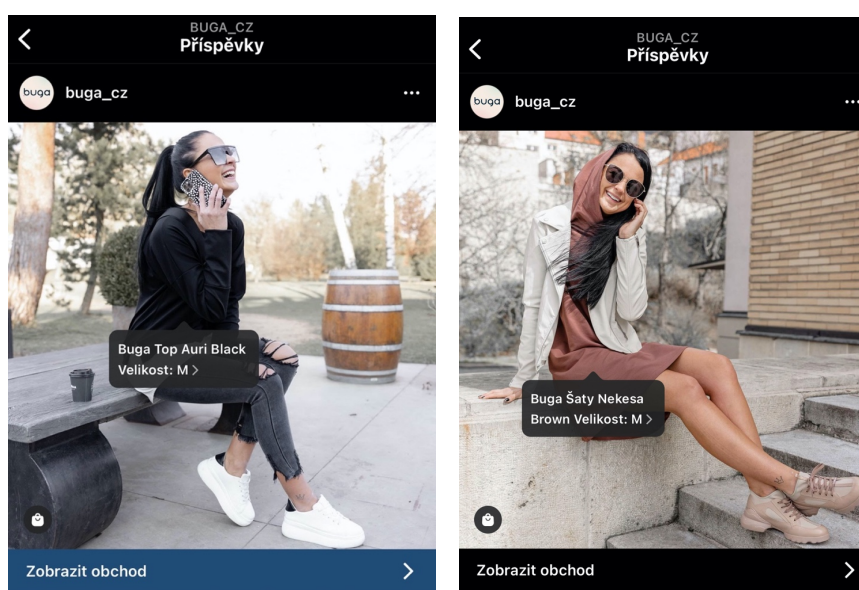 BUGA_CZ
Příspěvky
buga
buga_cz
Buga Top Auri Black
Velikost: M >
Zobrazit obchod
BUGA_CZ
Příspěvky
buga
buga_cz
Buga Šaty Nekesa
Brown Velikost: M >
Zobrazit obchod